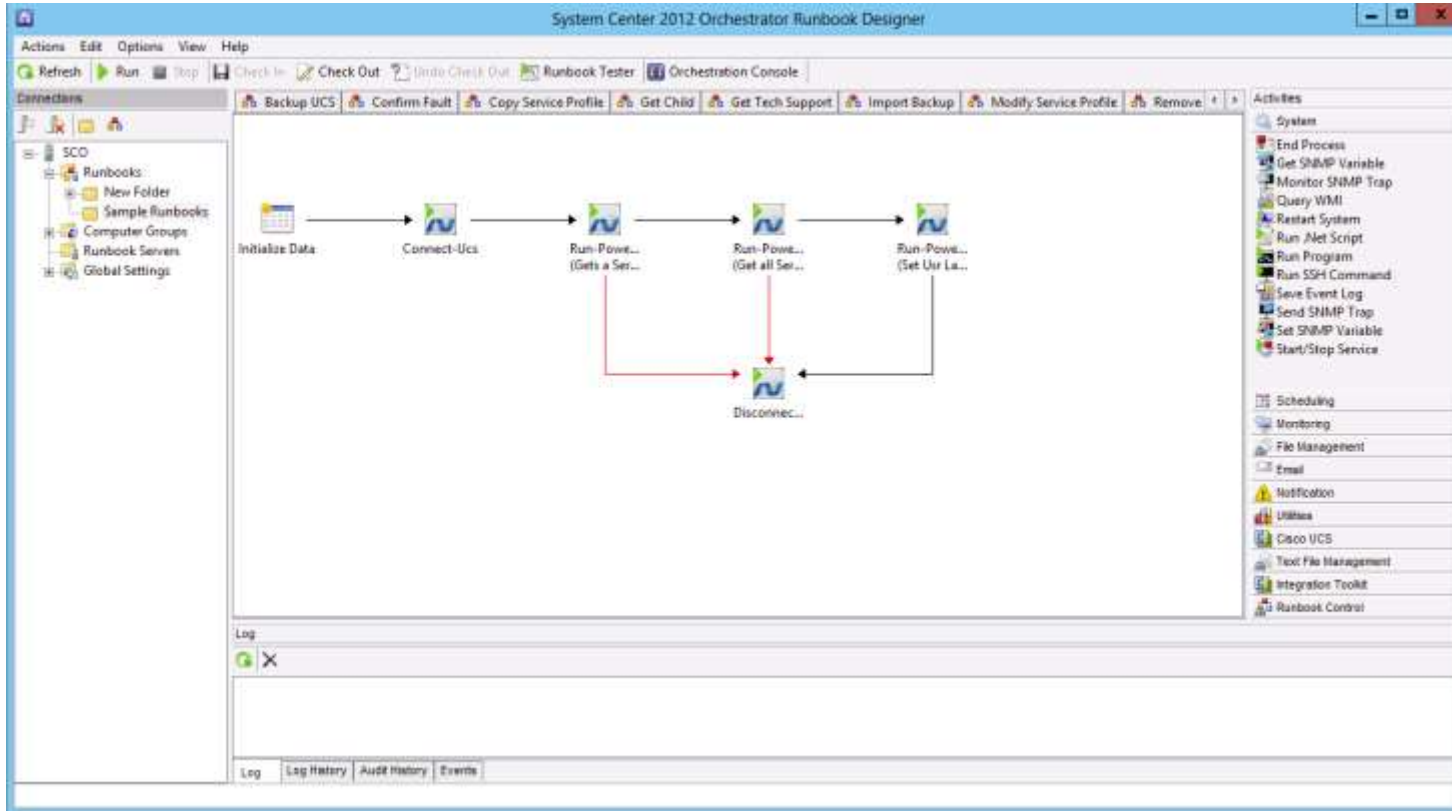 System Center 2012 Orchestrator Runbook Designer
Actions Edit Options View Help
Refresh Run Stop Check In Check Out Undo Check Out Runbook Tester Orchestration Console
Connections
SCO
Runbooks
New Folder
Sample Runbooks
Computer Groups
Runbook Servers
Global Settings
Backup UCS Confirm Fault Copy Service Profile Get Child Get Tech Support Import Backup Modify Service Profile Remove
Initialize Data
Connect-Ucs
Run-Powe...
(Gets a Ser...
Run-Powe...
(Get all Ser...
Run-Powe...
(Set Usr La...
Disconnec...
Activities
System
End Process
Get SNMP Variable
Monitor SNMP Trap
Query WMI
Restart System
Run .Net Script
Run Program
Run SSH Command
Save Event Log
Send SNMP Trap
Set SNMP Variable
Start/Stop Service
Scheduling
Monitoring
File Management
Email
Notification
Utilities
Cisco UCS
Text File Management
Integration Toolkit
Runbook Control
Log
Log Log History Audit History Events